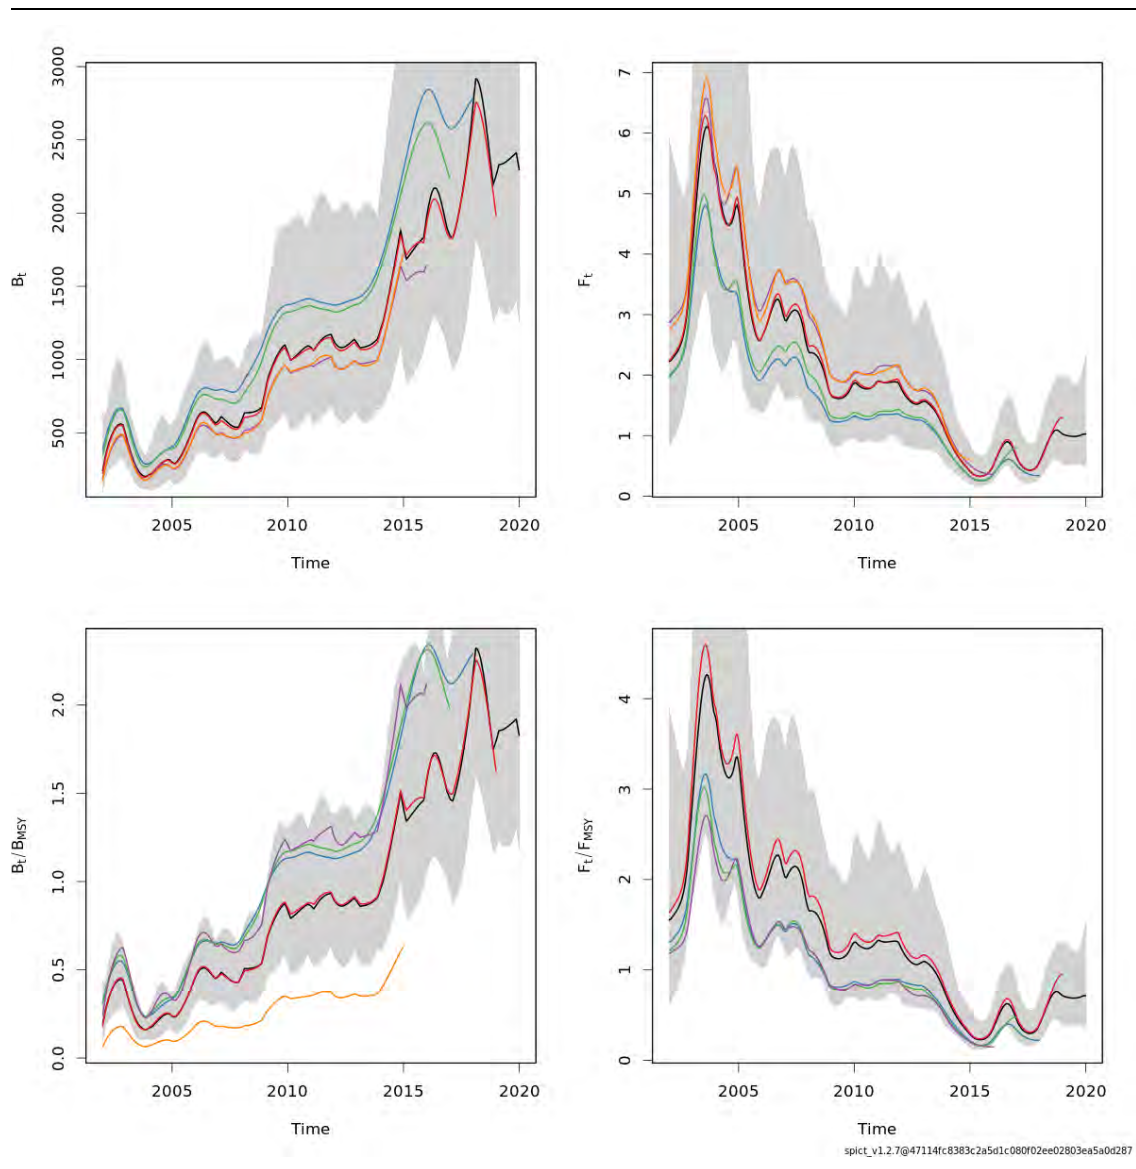 500 1000 1500 2000 2500 3000
B_t
2005 2010 2015 2020
Time
0 1 2 3 4 5 6 7
F_t
2005 2010 2015 2020
Time
0.0 0.5 1.0 1.5 2.0
B_t/B_MSY
2005 2010 2015 2020
Time
0 1 2 3 4
F_t/F_MSY
2005 2010 2015 2020
Time
spict_v1.2.7@47114fc8383c2a5d1c080f02ee02803ea5a0d287